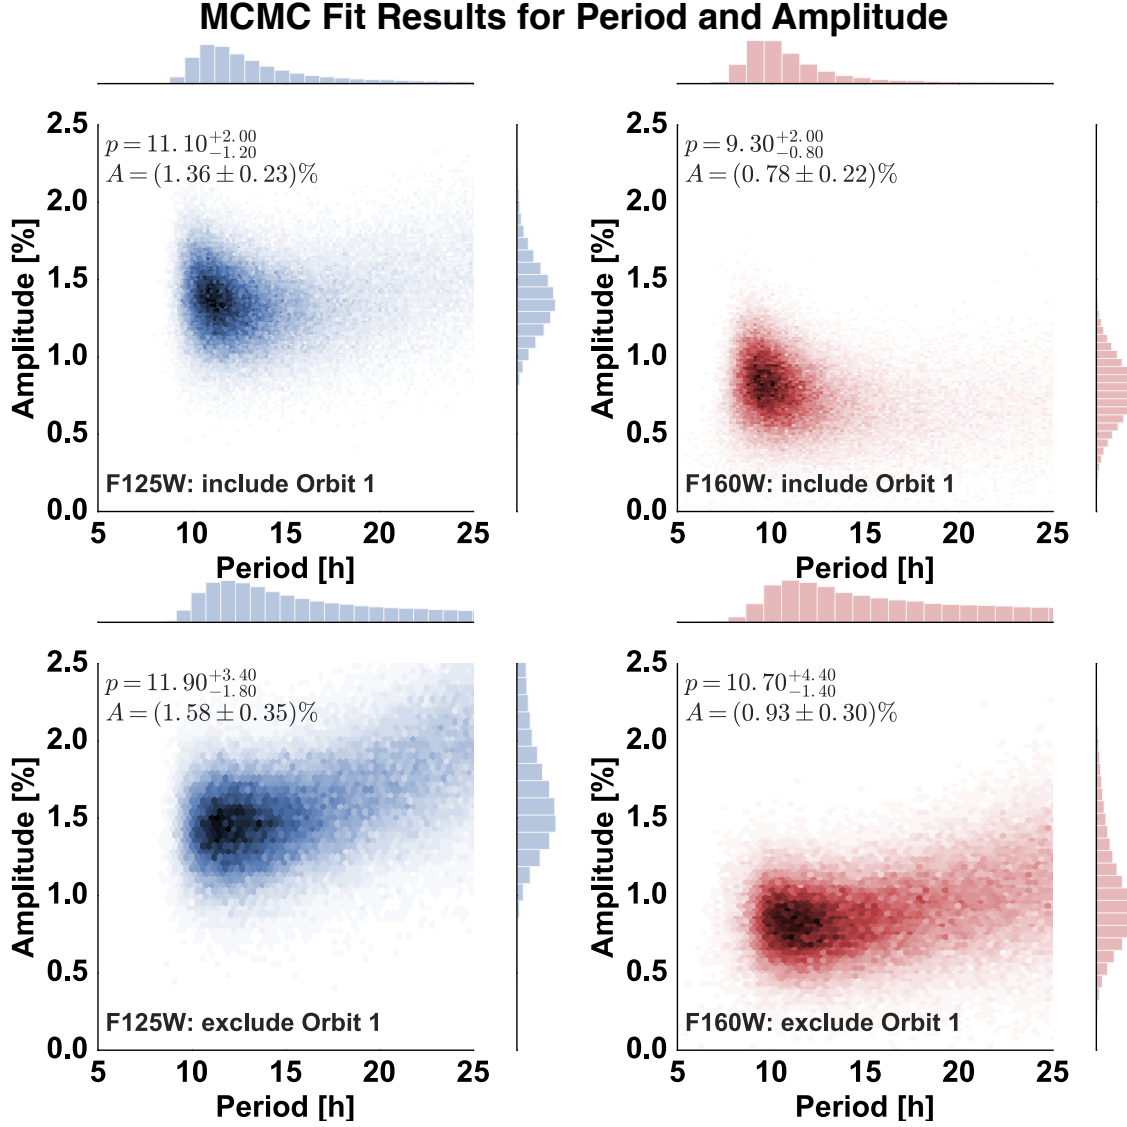 MCMC Fit Results for Period and Amplitude
2.5
2.0
1.5
1.0
0.5
0.0
Amplitude [%]
p = 11.10 +2.00 −1.20
A = (1.36 ± 0.23)%
F125W: include Orbit 1
5 10 15 20 25
Period [h]
2.5
2.0
1.5
1.0
0.5
0.0
Amplitude [%]
p = 9.30 +2.00 −0.80
A = (0.78 ± 0.22)%
F160W: include Orbit 1
5 10 15 20 25
Period [h]
2.5
2.0
1.5
1.0
0.5
0.0
Amplitude [%]
p = 11.90 +3.40 −1.80
A = (1.58 ± 0.35)%
F125W: exclude Orbit 1
5 10 15 20 25
Period [h]
2.5
2.0
1.5
1.0
0.5
0.0
Amplitude [%]
p = 10.70 +4.40 −1.40
A = (0.93 ± 0.30)%
F160W: exclude Orbit 1
5 10 15 20 25
Period [h]